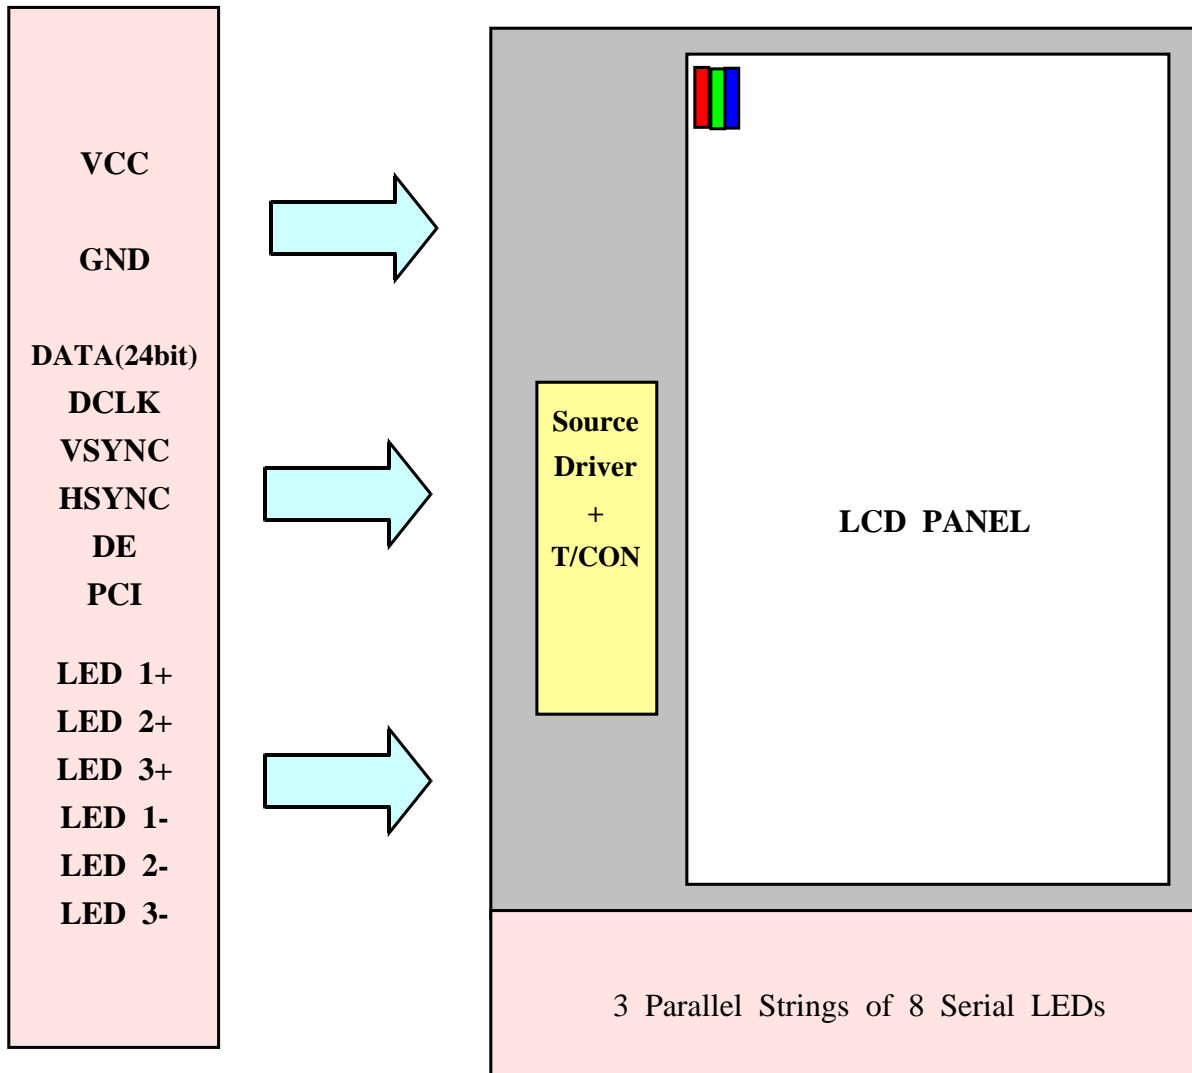 VCC
GND
DATA(24bit)
DCLK
VSYNC
HSYNC
DE
PCI
LED 1+
LED 2+
LED 3+
LED 1-
LED 2-
LED 3-
Source
Driver
+
T/CON
LCD PANEL
3 Parallel Strings of 8 Serial LEDs